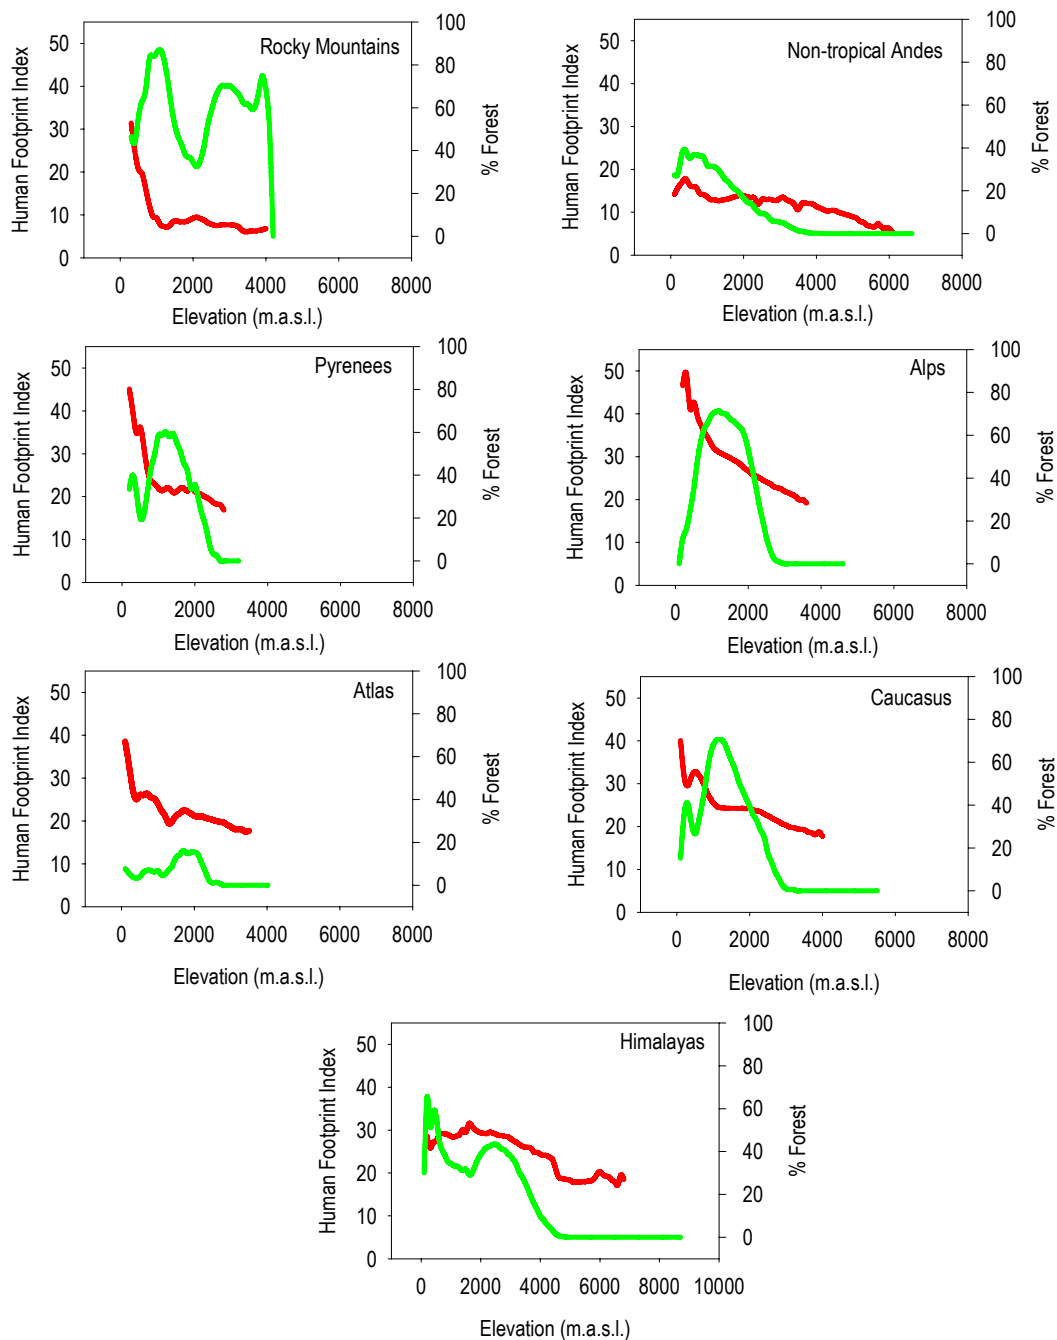 Rocky Mountains
Human Footprint Index
50
40
30
20
10
0
100
80
60
40
20
0
% Forest
0 2000 4000 6000 8000
Elevation (m.a.s.l.)
Non-tropical Andes
Human Footprint Index
50
40
30
20
10
0
100
80
60
40
20
0
% Forest
0 2000 4000 6000 8000
Elevation (m.a.s.l.)
Pyrenees
Human Footprint Index
50
40
30
20
10
0
100
80
60
40
20
0
% Forest
0 2000 4000 6000 8000
Elevation (m.a.s.l.)
Alps
Human Footprint Index
50
40
30
20
10
0
100
80
60
40
20
0
% Forest
0 2000 4000 6000 8000
Elevation (m.a.s.l.)
Atlas
Human Footprint Index
50
40
30
20
10
0
100
80
60
40
20
0
% Forest
0 2000 4000 6000 8000
Elevation (m.a.s.l.)
Caucasus
Human Footprint Index
50
40
30
20
10
0
100
80
60
40
20
0
% Forest
0 2000 4000 6000 8000
Elevation (m.a.s.l.)
Himalayas
Human Footprint Index
50
40
30
20
10
0
100
80
60
40
20
0
% Forest
0 2000 4000 6000 8000 10000
Elevation (m.a.s.l.)